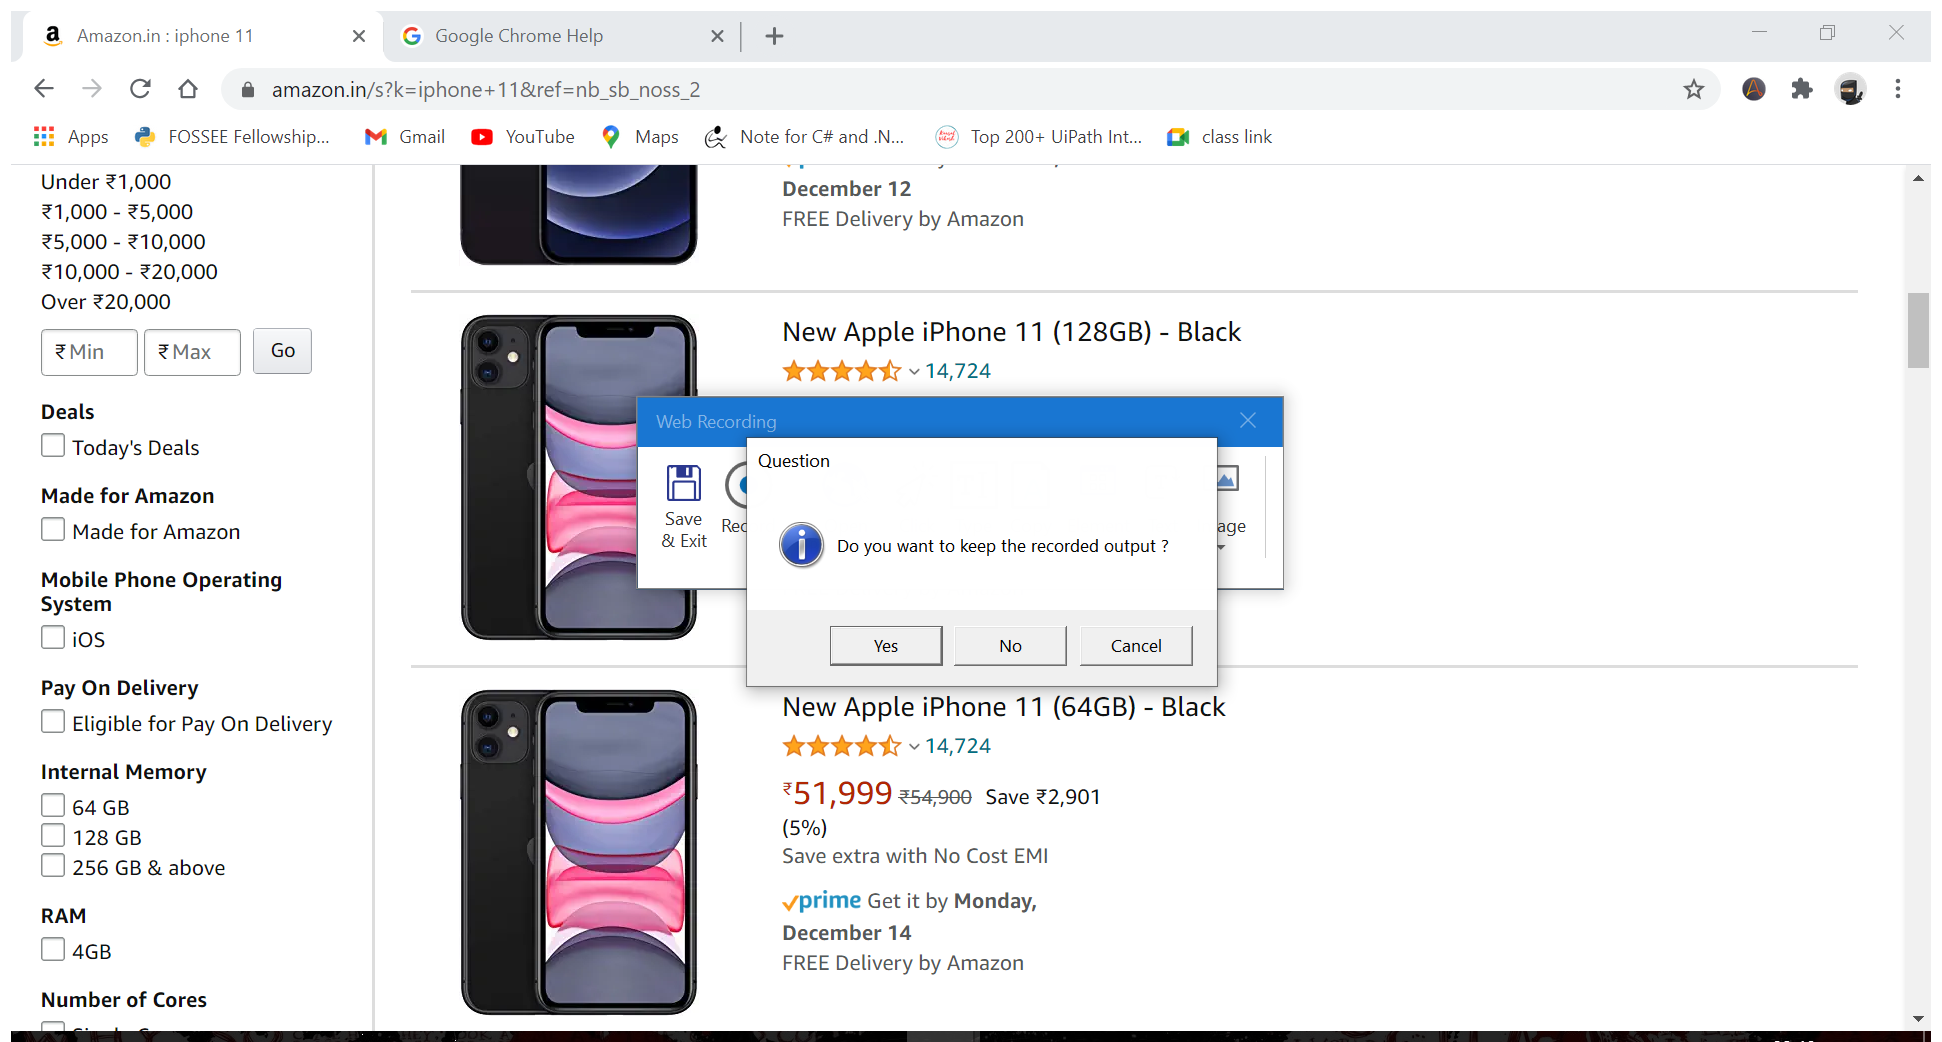 Amazon.in : iphone 11
Google Chrome Help
amazon.in/s?k=iphone+11&ref=nb_sb_noss_2
Apps
FOSSEE Fellowship...
Gmail
YouTube
Maps
Note for C# and .N...
Top 200+ UiPath Int...
class link
Under ₹1,000
₹1,000 - ₹5,000
₹5,000 - ₹10,000
₹10,000 - ₹20,000
Over ₹20,000
₹ Min
₹ Max
Go
Deals
Today's Deals
Made for Amazon
Made for Amazon
Mobile Phone Operating
System
iOS
Pay On Delivery
Eligible for Pay On Delivery
Internal Memory
64 GB
128 GB
256 GB & above
RAM
4GB
Number of Cores
December 12
FREE Delivery by Amazon
New Apple iPhone 11 (128GB) - Black
14,724
Web Recording
Save
& Exit
Rec
age
Question
Do you want to keep the recorded output ?
Yes
No
Cancel
New Apple iPhone 11 (64GB) - Black
14,724
₹51,999 ₹54,900 Save ₹2,901
(5%)
Save extra with No Cost EMI
prime Get it by Monday,
December 14
FREE Delivery by Amazon